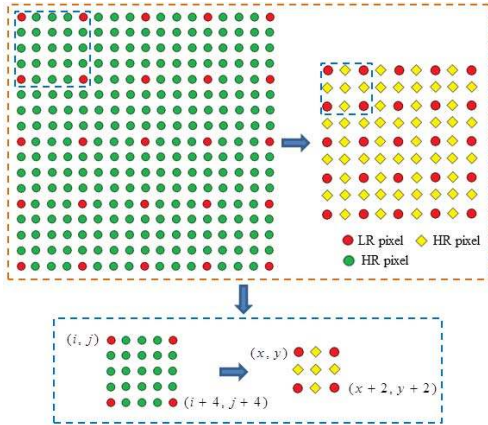 LR pixel HR pixel
HR pixel
(i, j)
(i + 4, j + 4)
(x, y)
(x + 2, y + 2)